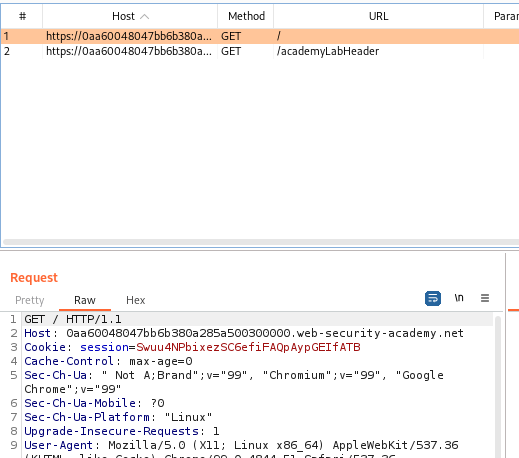 # Host Method URL Paran
1 https://0aa60048047bb6b380a... GET /
2 https://0aa60048047bb6b380a... GET /academyLabHeader
Request
Pretty Raw Hex \n
1 GET / HTTP/1.1
2 Host: 0aa60048047bb6b380a285a500300000.web-security-academy.net
3 Cookie: session=Swuu4NPbixezSC6efiFAQpAypGEIfATB
4 Cache-Control: max-age=0
5 Sec-Ch-Ua: " Not A;Brand";v="99", "Chromium";v="99", "Google
Chrome";v="99"
6 Sec-Ch-Ua-Mobile: ?0
7 Sec-Ch-Ua-Platform: "Linux"
8 Upgrade-Insecure-Requests: 1
9 User-Agent: Mozilla/5.0 (X11; Linux x86_64) AppleWebKit/537.36